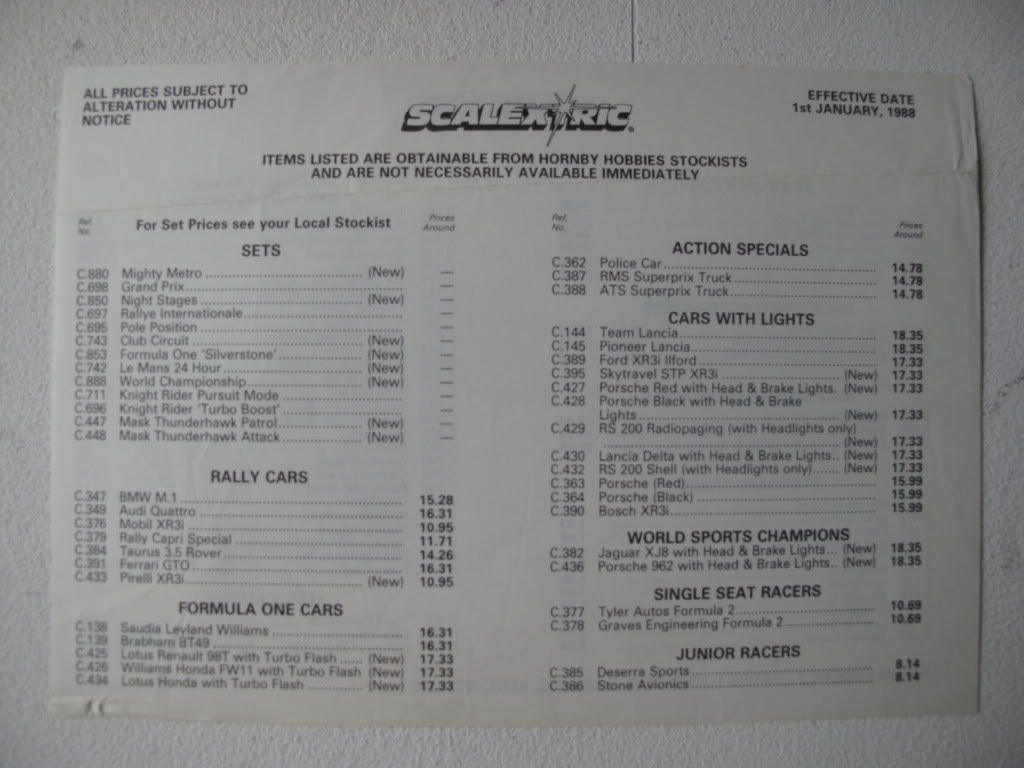 ALL PRICES SUBJECT TO
ALTERATION WITHOUT
NOTICE
SCALEXTRIC®
EFFECTIVE DATE
1st JANUARY, 1988
ITEMS LISTED ARE OBTAINABLE FROM HORNBY HOBBIES STOCKISTS
AND ARE NOT NECESSARILY AVAILABLE IMMEDIATELY
Ref. No. For Set Prices see your Local Stockist Prices Around
SETS
C.880 Mighty Metro (New) —
C.698 Grand Prix —
C.850 Night Stages (New) —
C.697 Rallye Internationale —
C.695 Pole Position —
C.743 Club Circuit (New) —
C.853 Formula One 'Silverstone' (New) —
C.742 Le Mans 24 Hour (New) —
C.888 World Championship (New) —
C.711 Knight Rider Pursuit Mode —
C.696 Knight Rider 'Turbo Boost' —
C.447 Mask Thunderhawk Patrol (New) —
C.448 Mask Thunderhawk Attack (New) —
RALLY CARS
C.347 BMW M.1 15.28
C.349 Audi Quattro 16.31
C.376 Mobil XR3i 10.95
C.379 Rally Capri Special 11.71
C.384 Taurus 3.5 Rover 14.26
C.391 Ferrari GTO 16.31
C.433 Pirelli XR3i (New) 10.95
FORMULA ONE CARS
C.138 Saudia Leyland Williams 16.31
C.139 Brabham BT49 16.31
C.425 Lotus Renault 98T with Turbo Flash (New) 17.33
C.426 Williams Honda FW11 with Turbo Flash (New) 17.33
C.434 Lotus Honda with Turbo Flash (New) 17.33
Ref. No. Prices Around
ACTION SPECIALS
C.362 Police Car 14.78
C.387 RMS Superprix Truck 14.78
C.388 ATS Superprix Truck 14.78
CARS WITH LIGHTS
C.144 Team Lancia 18.35
C.145 Pioneer Lancia 18.35
C.389 Ford XR3i Ilford 17.33
C.395 Skytravel STP XR3i (New) 17.33
C.427 Porsche Red with Head & Brake Lights. (New) 17.33
C.428 Porsche Black with Head & Brake
Lights (New) 17.33
C.429 RS 200 Radiopaging (with Headlights only)
(New) 17.33
C.430 Lancia Delta with Head & Brake Lights.. (New) 17.33
C.432 RS 200 Shell (with Headlights only) (New) 17.33
C.363 Porsche (Red) 15.99
C.364 Porsche (Black) 15.99
C.390 Bosch XR3i 15.99
WORLD SPORTS CHAMPIONS
C.382 Jaguar XJ8 with Head & Brake Lights... (New) 18.35
C.436 Porsche 962 with Head & Brake Lights.. (New) 18.35
SINGLE SEAT RACERS
C.377 Tyler Autos Formula 2 10.69
C.378 Graves Engineering Formula 2 10.69
JUNIOR RACERS
C.385 Deserra Sports 8.14
C.386 Stone Avionics 8.14